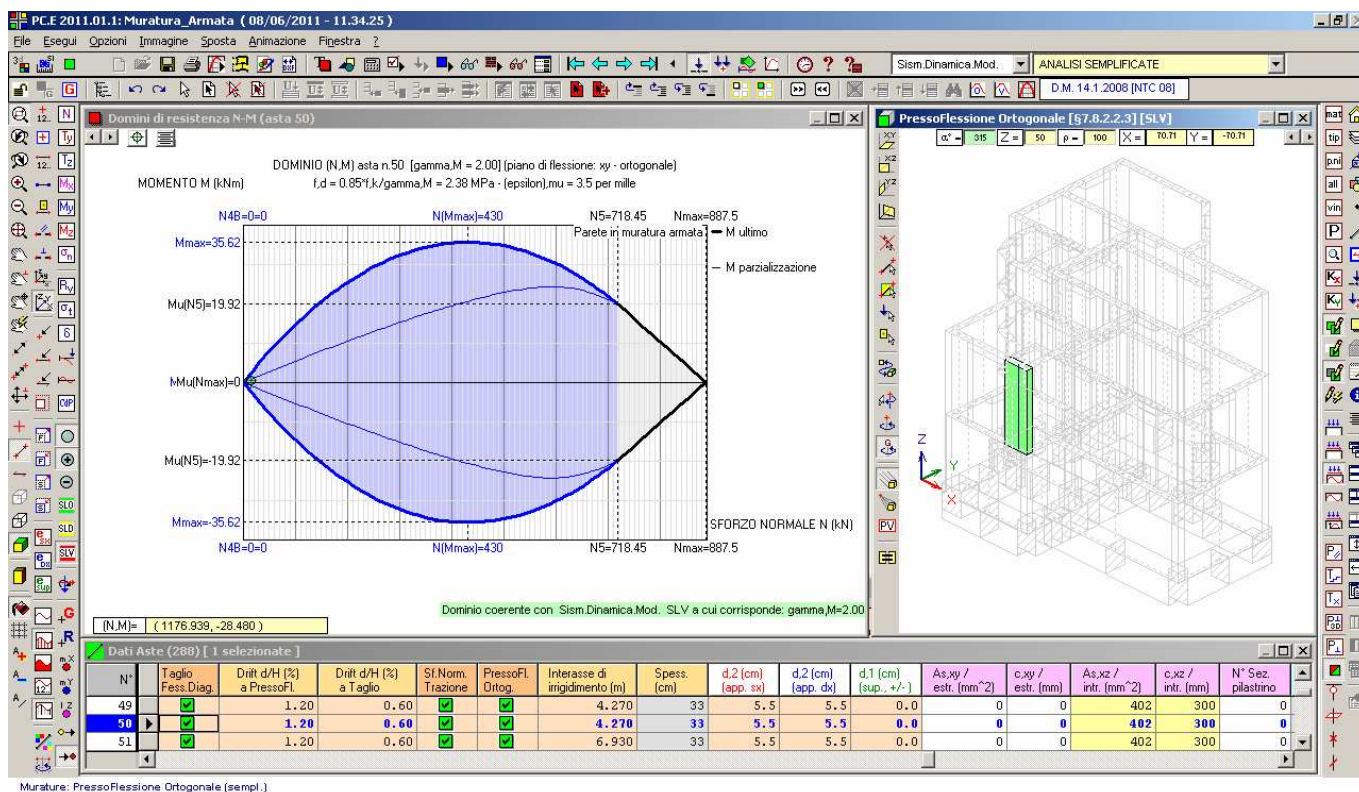 PC.E 2011.01.1: Muratura_Armata ( 08/06/2011 - 11.34.25 )
File Esegui Opzioni Immagine Sposta Animazione Finestra ?
Sism.Dinamica.Mod. ANALISI SEMPLIFICATE
D.M. 14.1.2008 [NTC 08]
Domini di resistenza N-M (asta 50)
DOMINIO (N,M) asta n.50 [gamma,M = 2.00] (piano di flessione: xy - ortogonale)
MOMENTO M (kNm) f,d = 0.85*f,k/gamma,M = 2.38 MPa - (epsilon),mu = 3.5 per mille
N4B=0=0 N(Mmax)=430 N5=718.45 Nmax=887.5
Parete in muratura armata
M ultimo
Mmax=35.62
M parzializzazione
Mu(N5)=19.92
MMu(Nmax)=0
Mu(N5)=-19.92
Mmax=-35.62
SFORZO NORMALE N (kN)
N4B=0=0 N(Mmax)=430 N5=718.45 Nmax=887.5
Dominio coerente con Sism.Dinamica.Mod. SLV a cui corrisponde: gamma,M=2.00
(N,M)= ( 1176.939, -28.480 )
PressoFlessione Ortogonale [§7.8.2.2.3] [SLV]
α° = 315 Z = 50 ρ = 100 X = 70.71 Y = -70.71
Z
Y
X
Dati Aste (288) [ 1 selezionate ]
N° Taglio Fess.Diag. Drift d/H (%) a PressoFl. Drift d/H (%) a Taglio Sf.Norm. Trazione PressoFl. Ortog. Interasse di irrigidimento (m) Spess. (cm) d,2 (cm) (app. sx) d,2 (cm) (app. dx) d,1 (cm) (sup., +/-) As,xy / estr. (mm^2) c,xy / estr. (mm) As,xz / intr. (mm^2) c,xz / intr. (mm) N° Sez. pilastrino
49 1.20 0.60 4.270 33 5.5 5.5 0.0 0 0 402 300 0
50 1.20 0.60 4.270 33 5.5 5.5 0.0 0 0 402 300 0
51 1.20 0.60 6.930 33 5.5 5.5 0.0 0 0 402 300 0
Murature: PressoFlessione Ortogonale (sempl.)